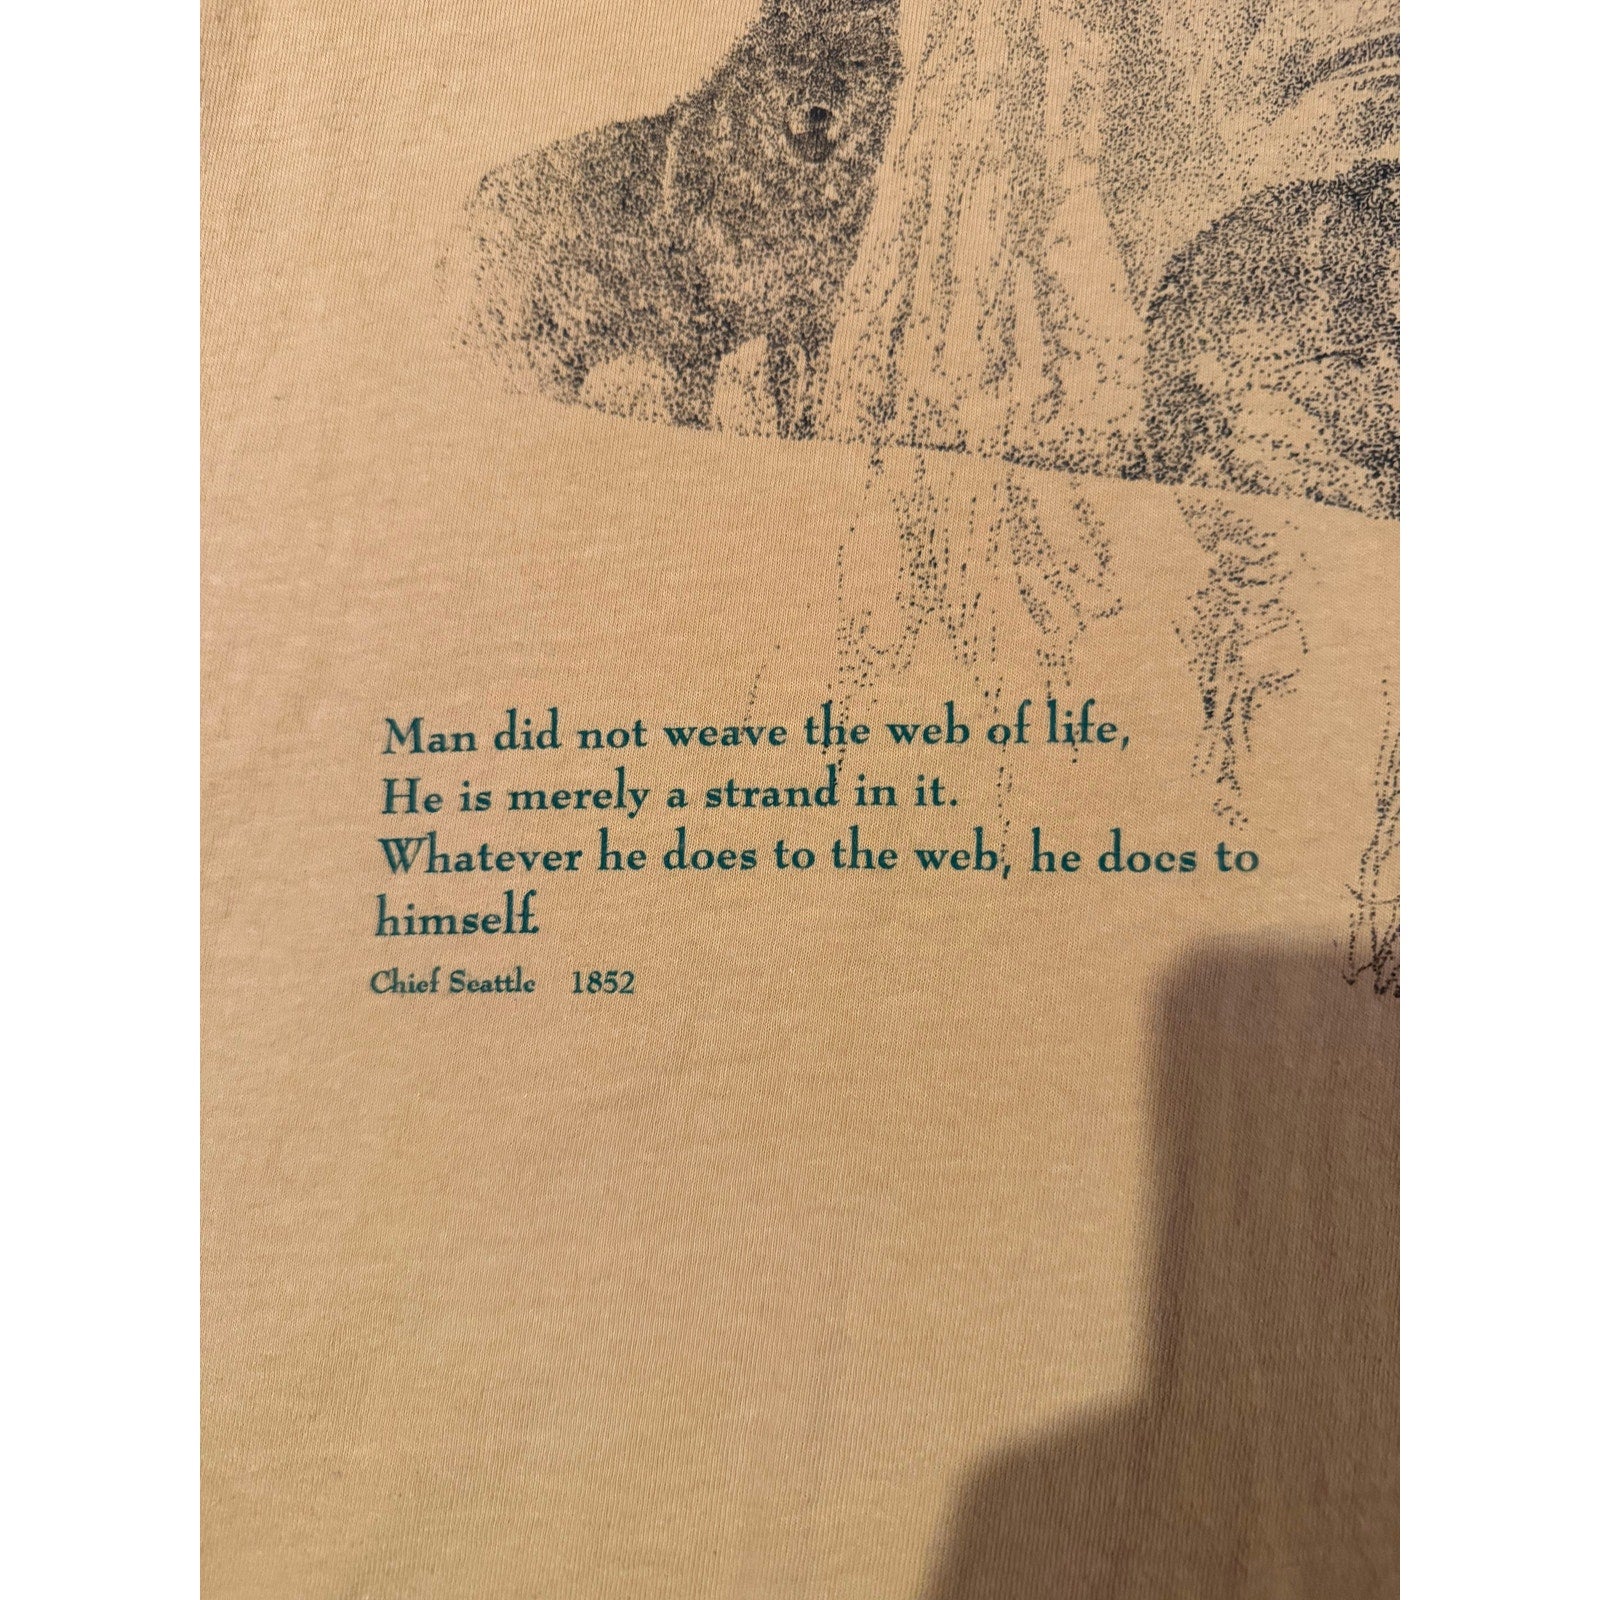 Man did not weave the web of life,
He is merely a strand in it.
Whatever he does to the web, he does to
himself.
Chief Seattle 1852